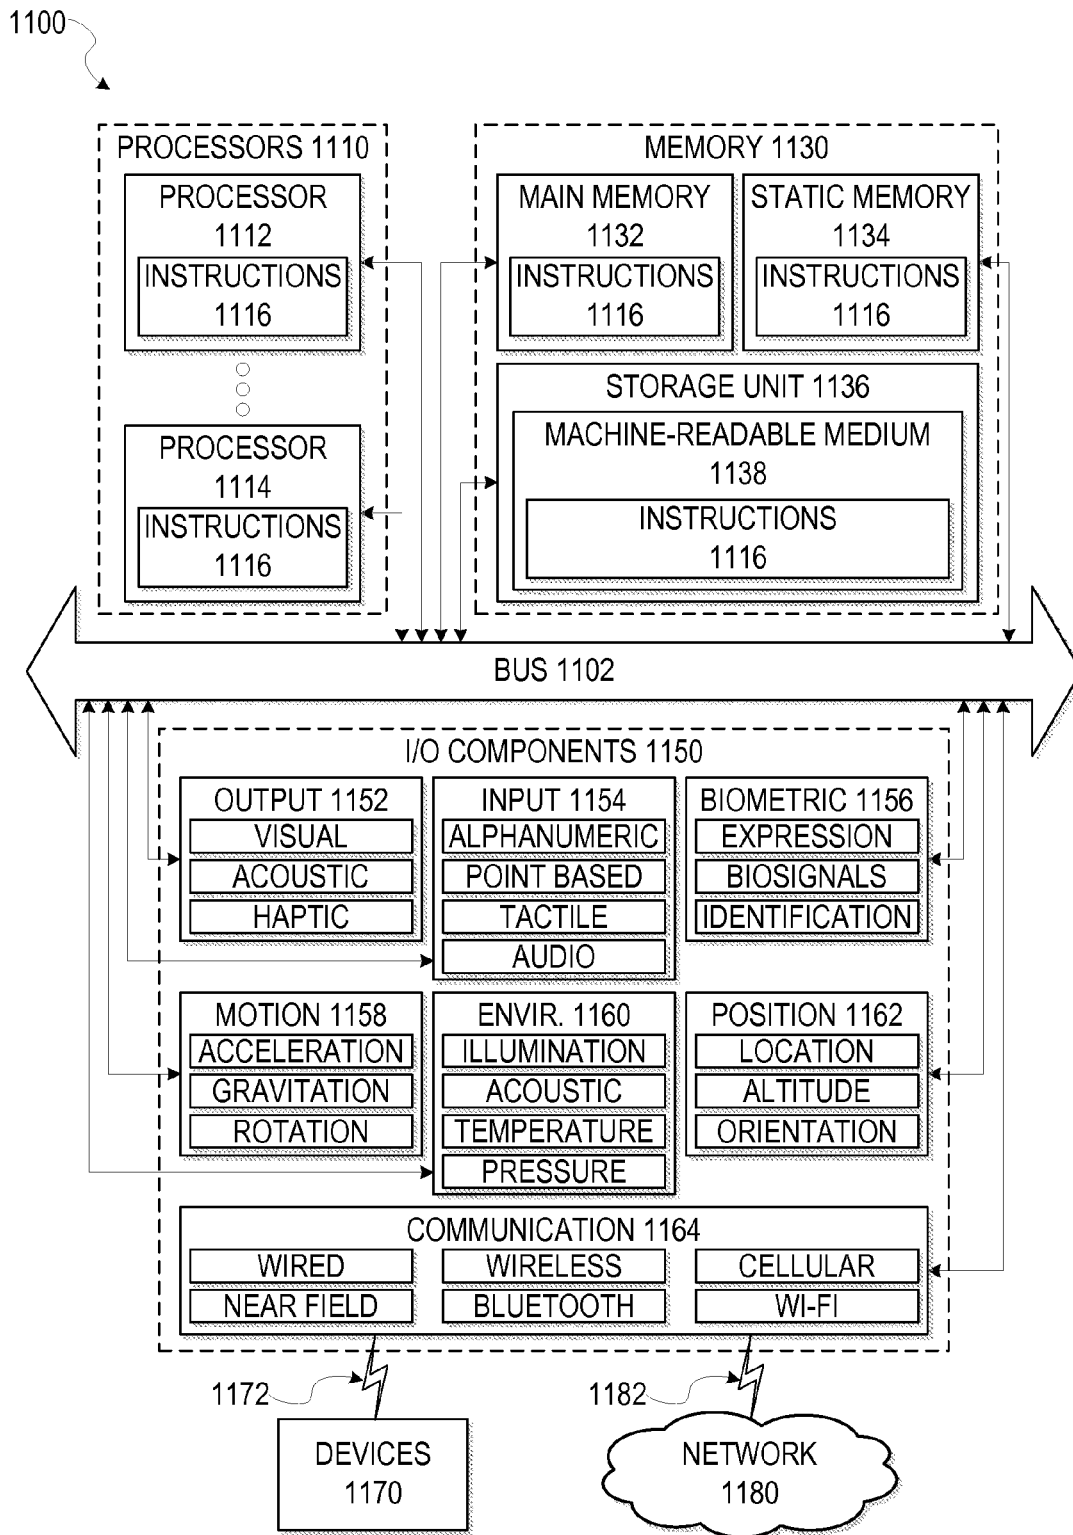 1100
PROCESSORS 1110
PROCESSOR
1112
INSTRUCTIONS
1116
PROCESSOR
1114
INSTRUCTIONS
1116
MEMORY 1130
MAIN MEMORY
1132
INSTRUCTIONS
1116
STATIC MEMORY
1134
INSTRUCTIONS
1116
STORAGE UNIT 1136
MACHINE-READABLE MEDIUM
1138
INSTRUCTIONS
1116
BUS 1102
I/O COMPONENTS 1150
OUTPUT 1152
VISUAL
ACOUSTIC
HAPTIC
INPUT 1154
ALPHANUMERIC
POINT BASED
TACTILE
AUDIO
BIOMETRIC 1156
EXPRESSION
BIOSIGNALS
IDENTIFICATION
MOTION 1158
ACCELERATION
GRAVITATION
ROTATION
ENVIR. 1160
ILLUMINATION
ACOUSTIC
TEMPERATURE
PRESSURE
POSITION 1162
LOCATION
ALTITUDE
ORIENTATION
COMMUNICATION 1164
WIRED
WIRELESS
CELLULAR
NEAR FIELD
BLUETOOTH
WI-FI
1172
1182
DEVICES
1170
NETWORK
1180